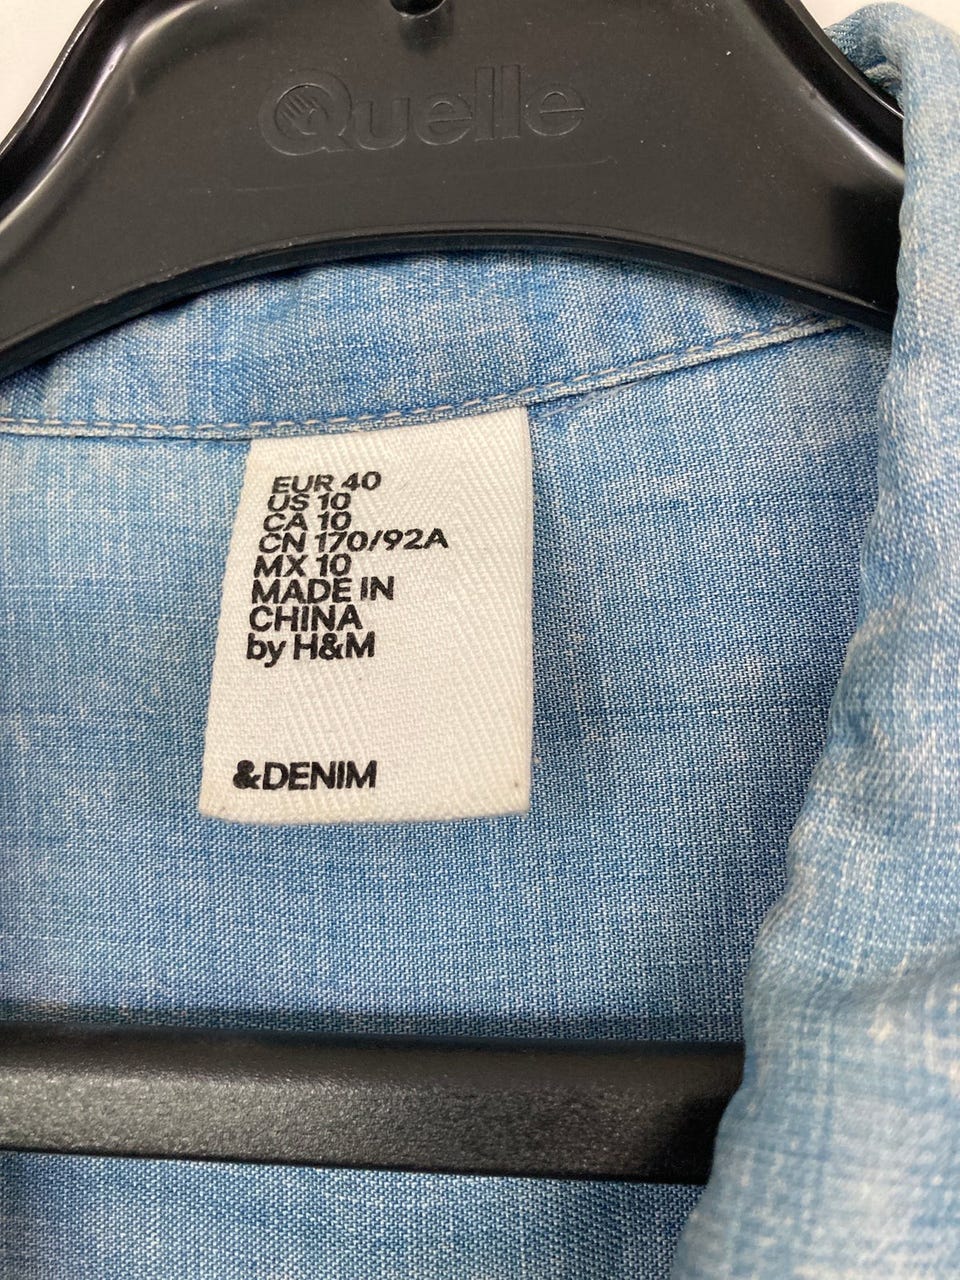 Quelle
EUR 40
US 10
CA 10
CN 170/92A
MX 10
MADE IN
CHINA
by H&M
&DENIM